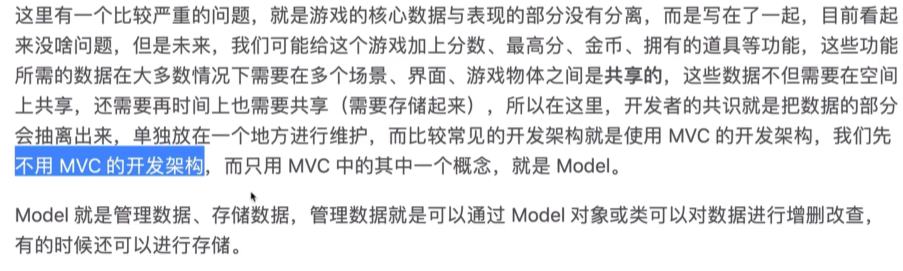 这里有一个比较严重的问题，就是游戏的核心数据与表现的部分没有分离，而是写在了一起，目前看起
来没啥问题，但是未来，我们可能给这个游戏加上分数、最高分、金币、拥有的道具等功能，这些功能
所需的数据在大多数情况下需要在多个场景、界面、游戏物体之间是共享的，这些数据不但需要在空间
上共享，还需要再时间上也需要共享（需要存储起来），所以在这里，开发者的共识就是把数据的部分
会抽离出来，单独放在一个地方进行维护，而比较常见的开发架构就是使用 MVC 的开发架构，我们先
不用 MVC 的开发架构，而只用 MVC 中的其中一个概念，就是 Model。
Model 就是管理数据、存储数据，管理数据就是可以通过 Model 对象或类可以对数据进行增删改查，
有的时候还可以进行存储。